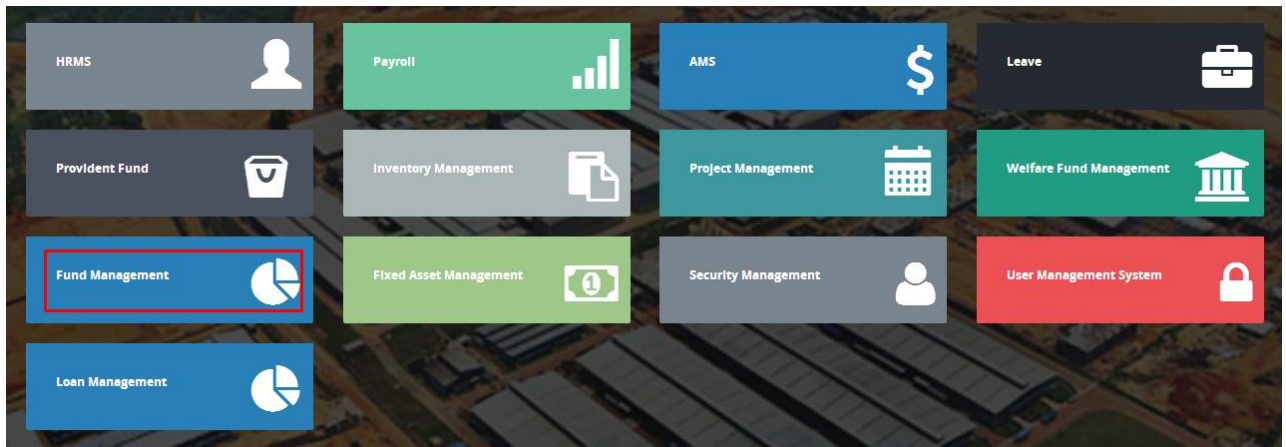 HRMS
Payroll
AMS
Leave
Provident Fund
Inventory Management
Project Management
Welfare Fund Management
Fund Management
Fixed Asset Management
Security Management
User Management System
Loan Management